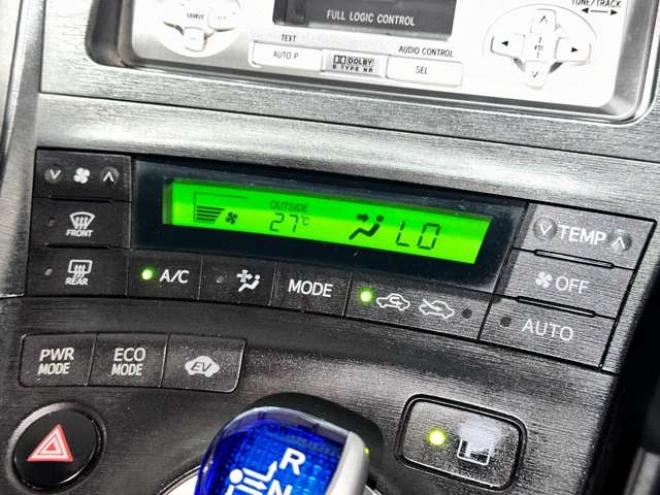 TUNE/TRACK
FULL LOGIC CONTROL
TEXT
AUTO P
DOLBY
B TYPE NR
AUDIO CONTROL
SEL
OUTSIDE
27°C
LO
TEMP
FRONT
OFF
REAR
A/C
MODE
AUTO
PWR
MODE
ECO
MODE
EV
R
N